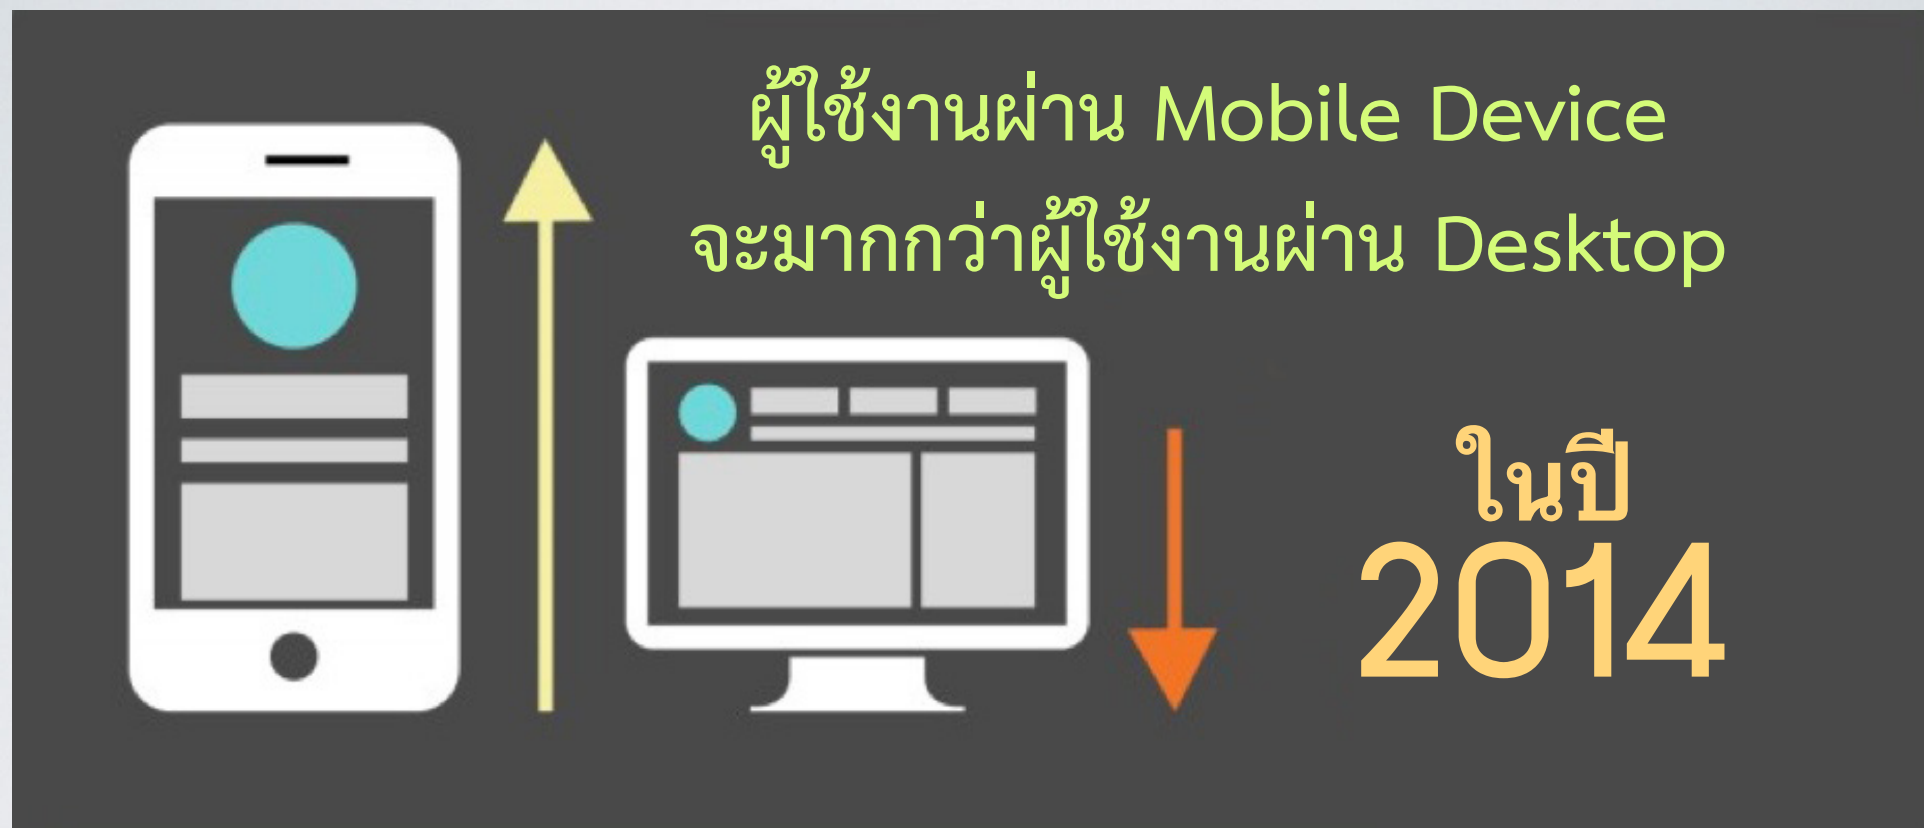 ผู้ใช้งานผ่าน Mobile Device
จะมากกว่าผู้ใช้งานผ่าน Desktop
ในปี
2014